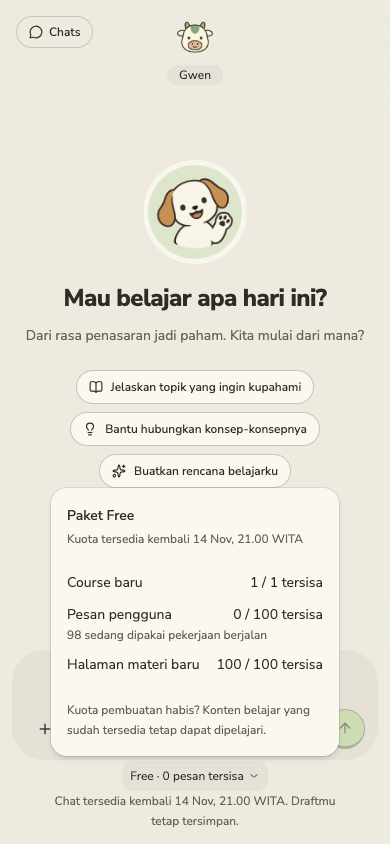 Chats
Gwen
Mau belajar apa hari ini?
Dari rasa penasaran jadi paham. Kita mulai dari mana?
Jelaskan topik yang ingin kupahami
Bantu hubungkan konsep-konsepnya
Buatkan rencana belajarku
Paket Free
Kuota tersedia kembali 14 Nov, 21.00 WITA
Course baru 1 / 1 tersisa
Pesan pengguna 0 / 100 tersisa
98 sedang dipakai pekerjaan berjalan
Halaman materi baru 100 / 100 tersisa
Kuota pembuatan habis? Konten belajar yang
sudah tersedia tetap dapat dipelajari.
Free · 0 pesan tersisa
Chat tersedia kembali 14 Nov, 21.00 WITA. Draftmu
tetap tersimpan.